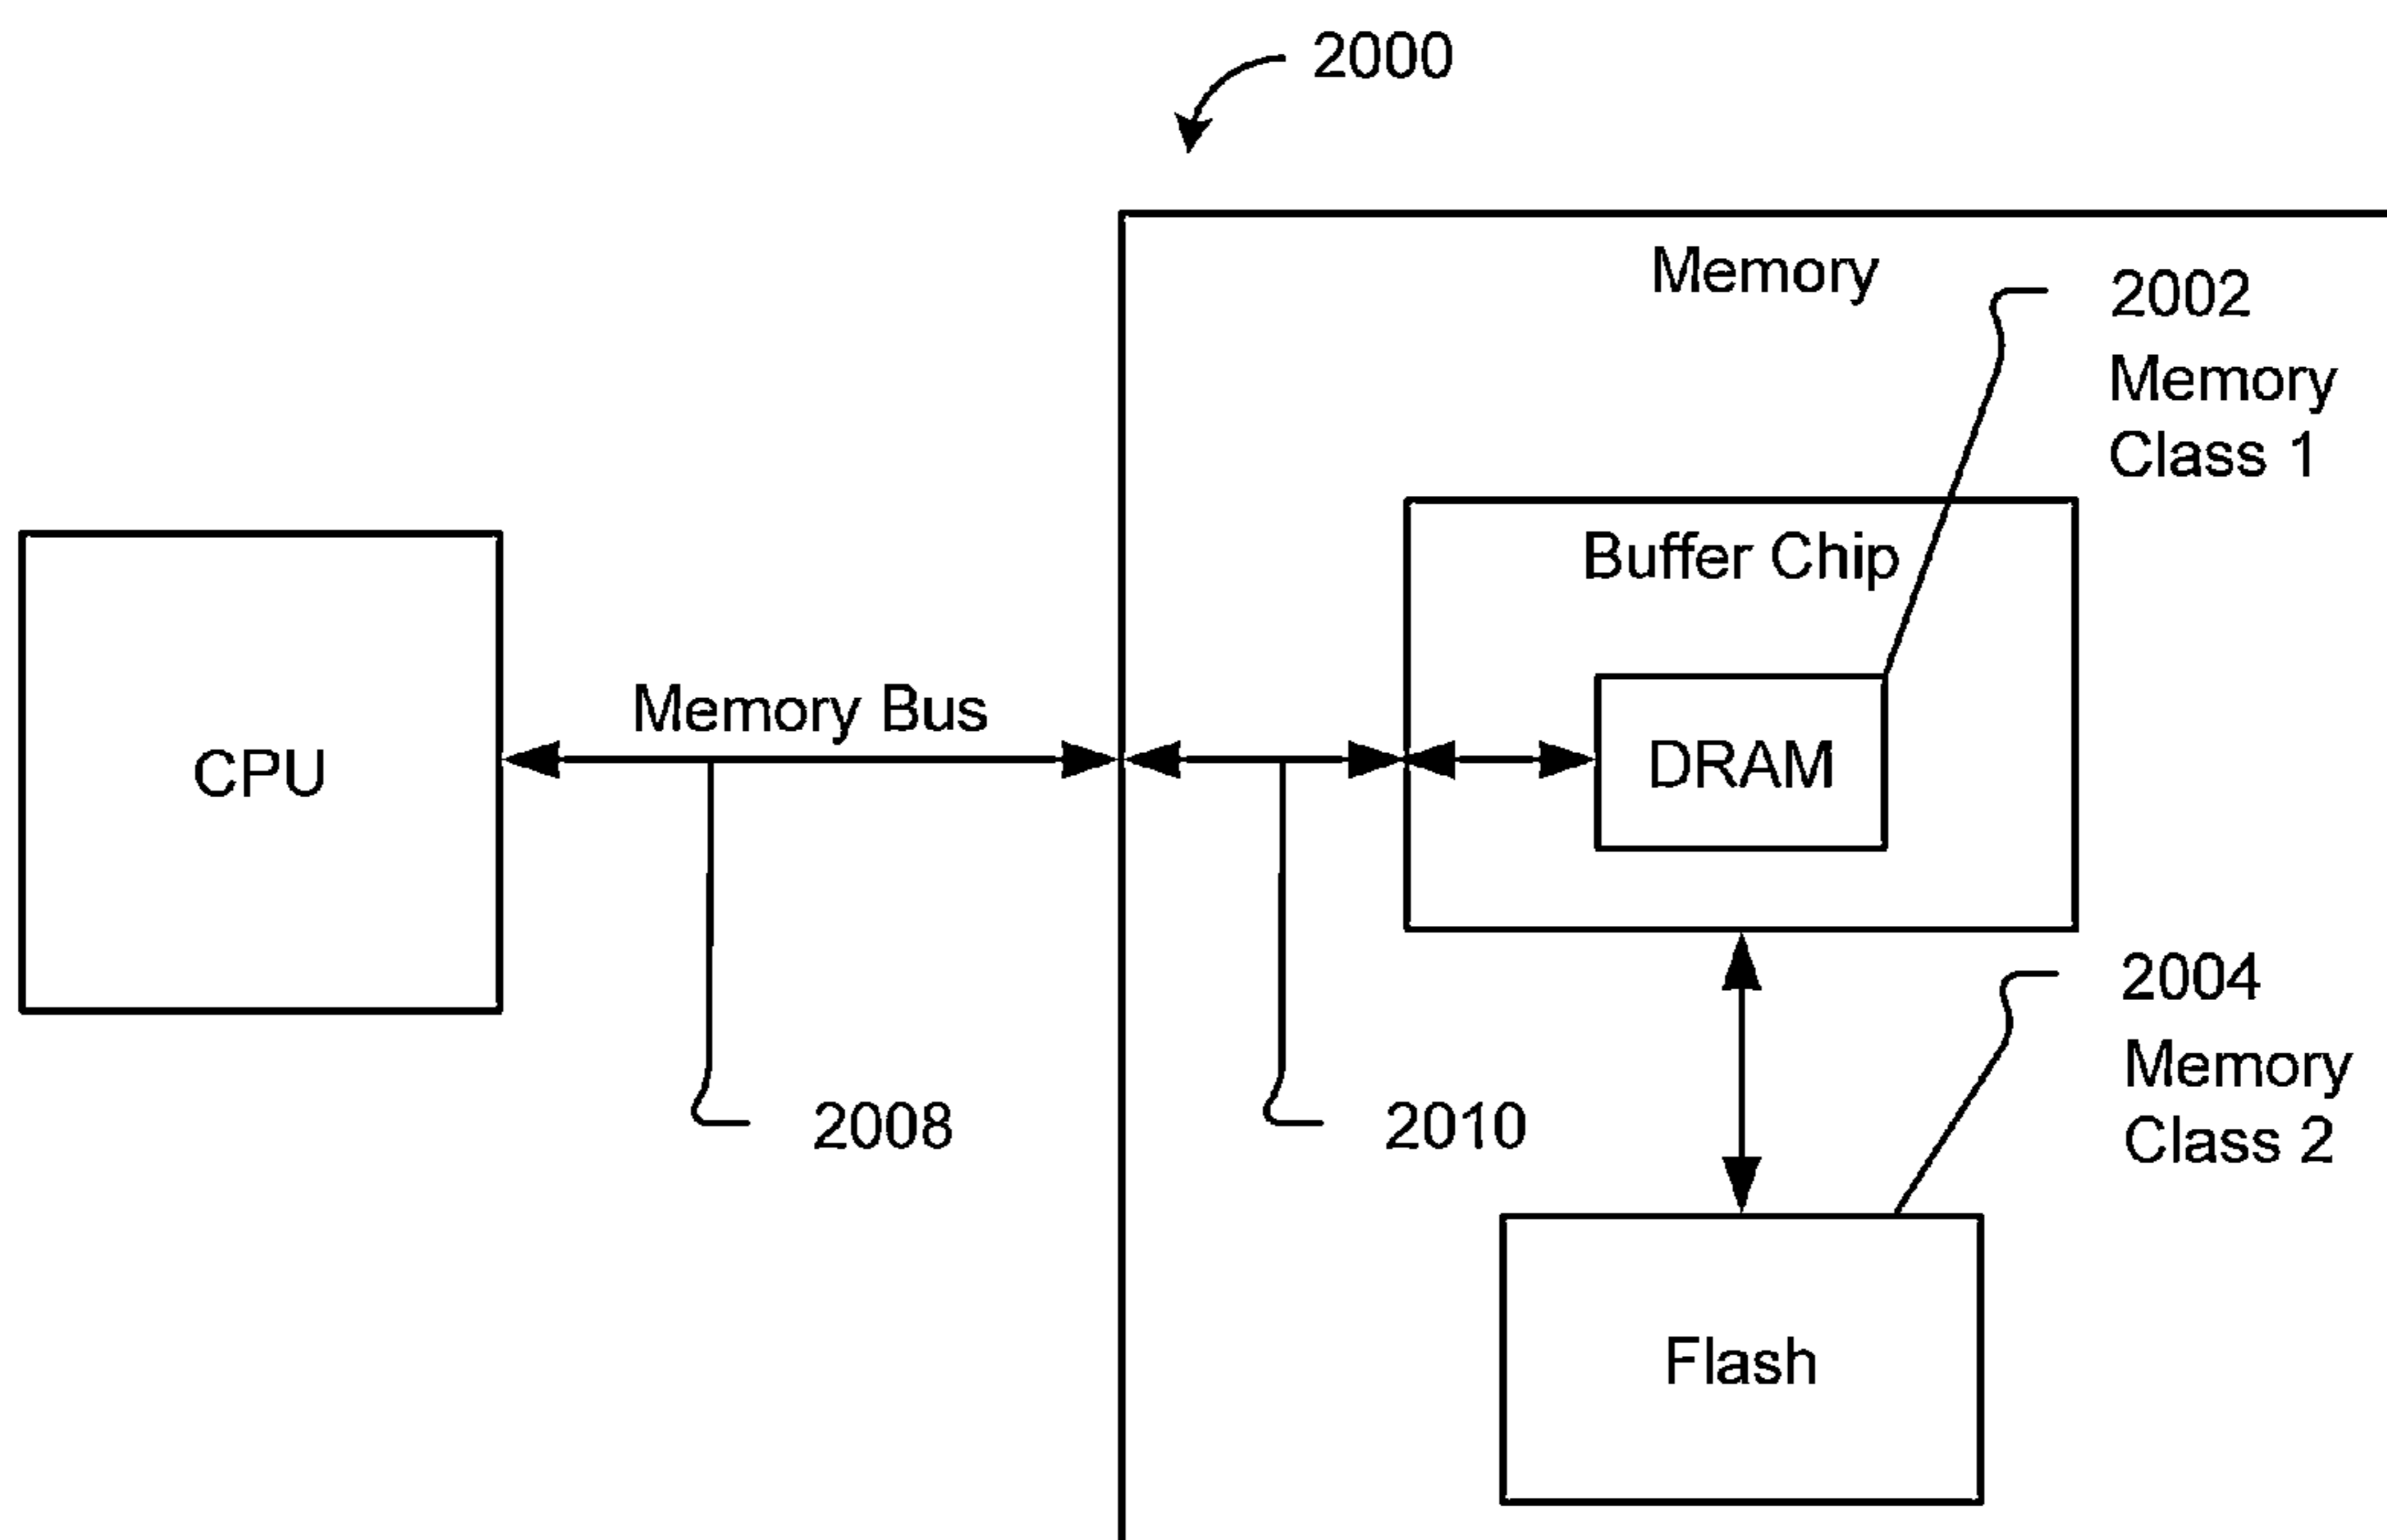 2000
Memory
2002
Memory
Class 1
Buffer Chip
Memory Bus
CPU
DRAM
2004
Memory
Class 2
2008
2010
Flash